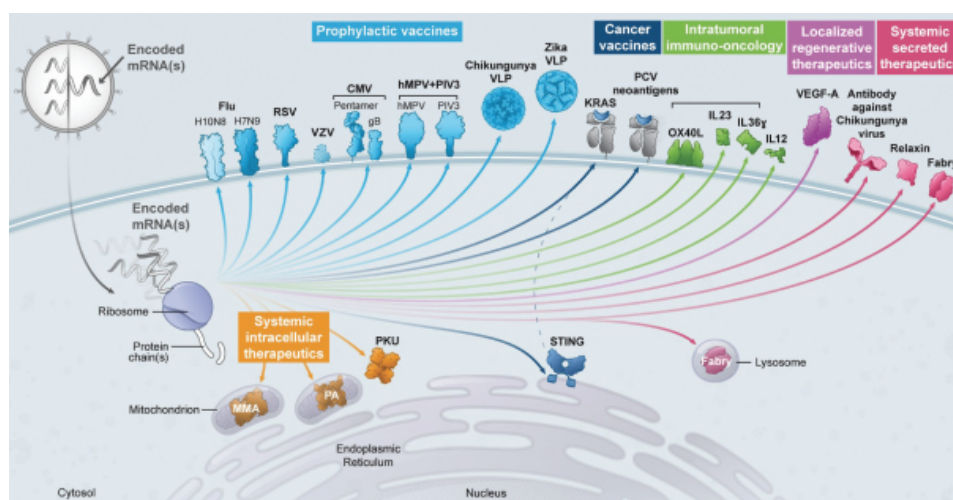 Encoded
mRNA(s)
Prophylactic vaccines
Cancer
vaccines
Intratumoral
immuno-oncology
Localized
regenerative
therapeutics
Systemic
secreted
therapeutics
Flu
H10N8
H7N9
RSV
VZV
CMV
Pentamer
gB
hMPV+PIV3
hMPV
PIV3
Chikungunya
VLP
Zika
VLP
KRAS
PCV
neoantigens
OX40L
IL23
IL36γ
IL12
VEGF-A
Antibody
against
Chikungunya
virus
Relaxin
Fabry
Encoded
mRNA(s)
Ribosome
Protein
chain(s)
Systemic
intracellular
therapeutics
PKU
STING
Fabry
Lysosome
Mitochondrion
MMA
PA
Endoplasmic
Reticulum
Cytosol
Nucleus